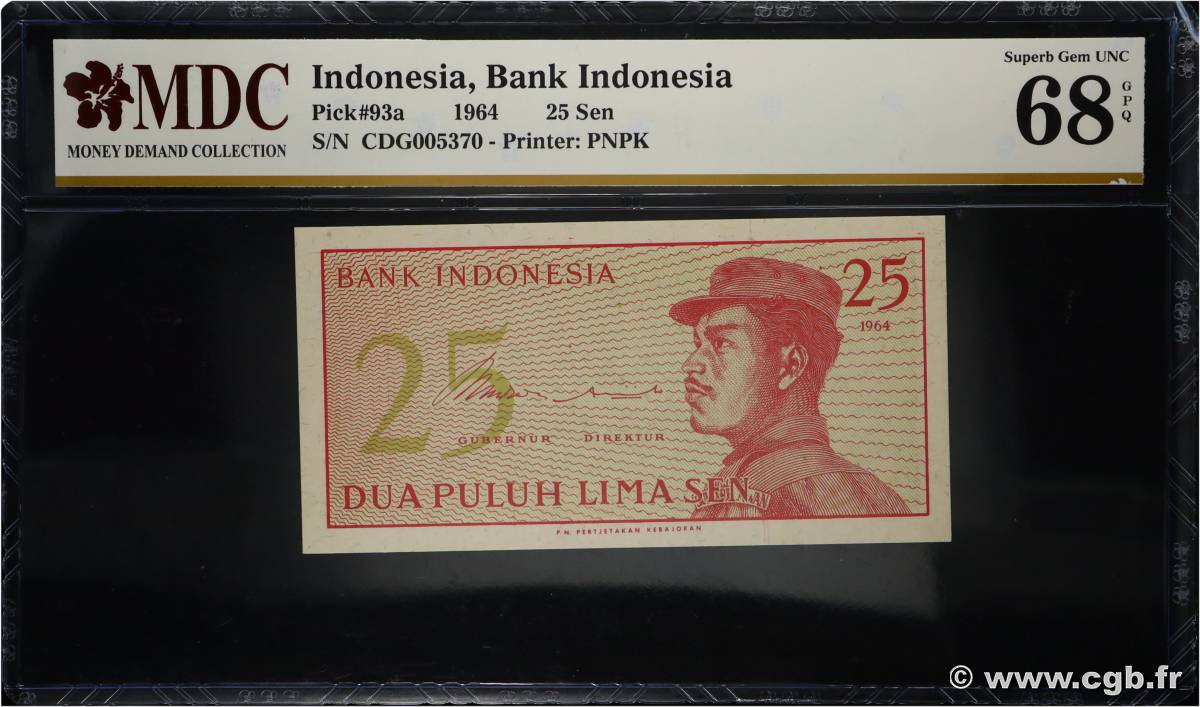 MDC
MONEY DEMAND COLLECTION
Indonesia, Bank Indonesia
Pick#93a 1964 25 Sen
S/N CDG005370 - Printer: PNPK
Superb Gem UNC
68
GPQ
BANK INDONESIA
25
1964
25
GUBERNUR DIREKTUR
DUA PULUH LIMA SEN
P.N. PERTJETAKAN KEBAJORAN
© www.cgb.fr